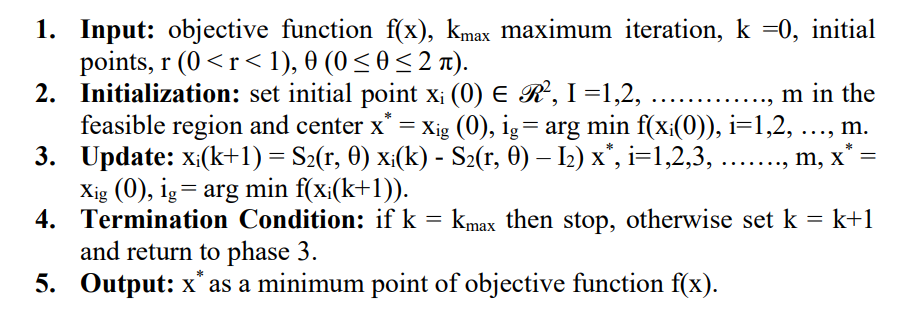 1. Input: objective function f(x), kmax maximum iteration, k =0, initial
points, r (0 < r < 1), θ (0 ≤ θ ≤ 2 π).
2. Initialization: set initial point xi (0) ∈ ℛ², I =1,2, …………., m in the
feasible region and center x* = xig (0), ig = arg min f(xi(0)), i=1,2, …, m.
3. Update: xi(k+1) = S2(r, θ) xi(k) - S2(r, θ) – I2) x*, i=1,2,3, ……., m, x* =
xig (0), ig = arg min f(xi(k+1)).
4. Termination Condition: if k = kmax then stop, otherwise set k = k+1
and return to phase 3.
5. Output: x* as a minimum point of objective function f(x).